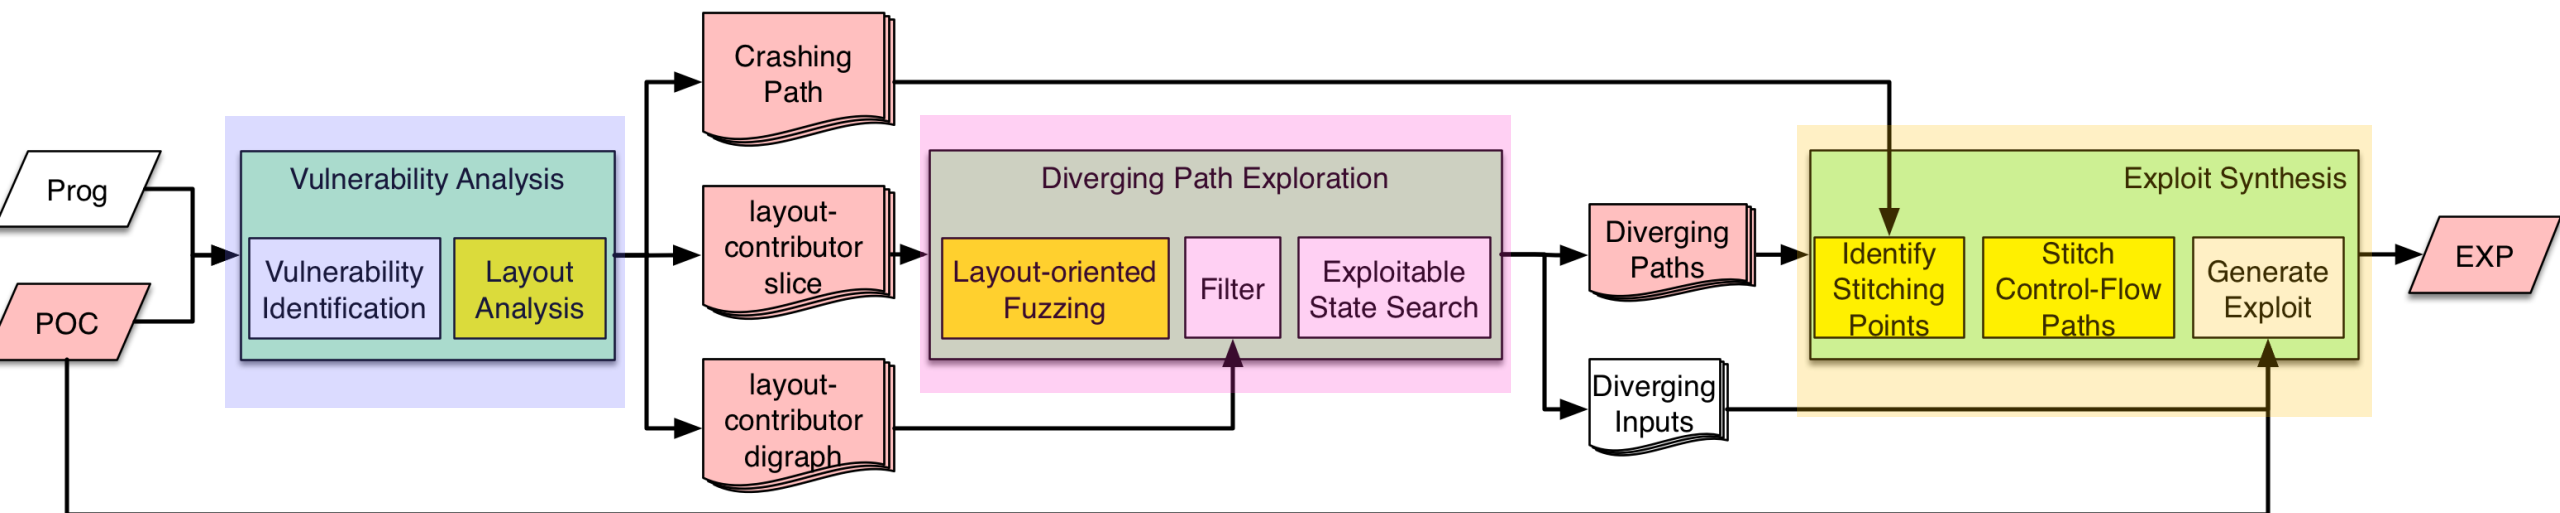 Prog
POC
Vulnerability Analysis
Vulnerability
Identification
Layout
Analysis
Crashing
Path
layout-
contributor
slice
layout-
contributor
digraph
Diverging Path Exploration
Layout-oriented
Fuzzing
Filter
Exploitable
State Search
Diverging
Paths
Diverging
Inputs
Exploit Synthesis
Identify
Stitching
Points
Stitch
Control-Flow
Paths
Generate
Exploit
EXP